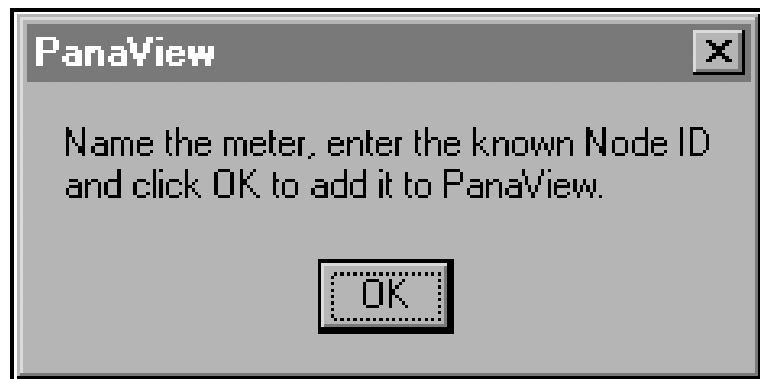 PanaView
Name the meter, enter the known Node ID
and click OK to add it to PanaView.
OK